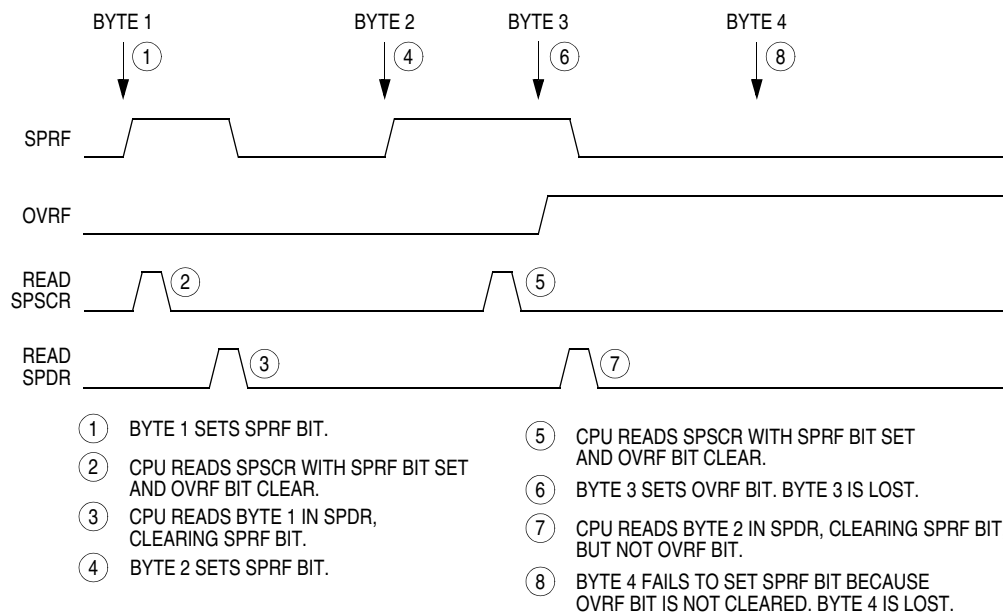 BYTE 1
BYTE 2
BYTE 3
BYTE 4
1
4
6
8
SPRF
OVRF
READ
SPSCR
2
5
READ
SPDR
3
7
1 BYTE 1 SETS SPRF BIT.
2 CPU READS SPSCR WITH SPRF BIT SET
AND OVRF BIT CLEAR.
3 CPU READS BYTE 1 IN SPDR,
CLEARING SPRF BIT.
4 BYTE 2 SETS SPRF BIT.
5 CPU READS SPSCR WITH SPRF BIT SET
AND OVRF BIT CLEAR.
6 BYTE 3 SETS OVRF BIT. BYTE 3 IS LOST.
7 CPU READS BYTE 2 IN SPDR, CLEARING SPRF BIT
BUT NOT OVRF BIT.
8 BYTE 4 FAILS TO SET SPRF BIT BECAUSE
OVRF BIT IS NOT CLEARED. BYTE 4 IS LOST.